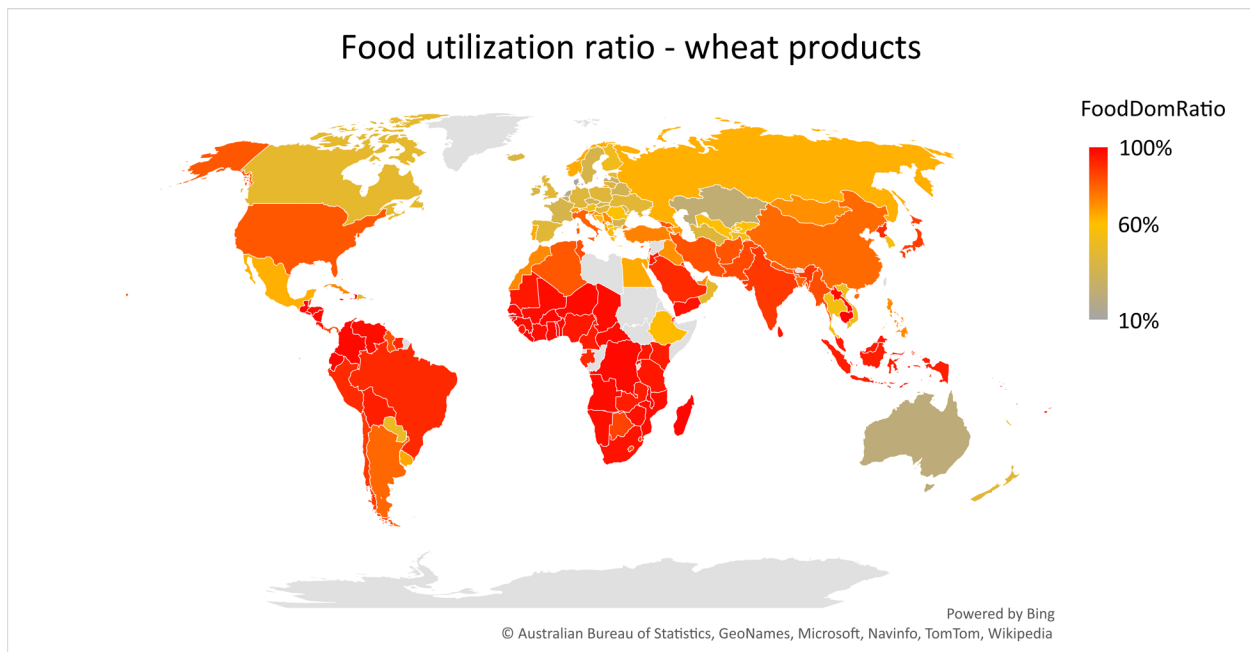 Food utilization ratio - wheat products
FoodDomRatio
100%
60%
10%
Powered by Bing
© Australian Bureau of Statistics, GeoNames, Microsoft, Navinfo, TomTom, Wikipedia